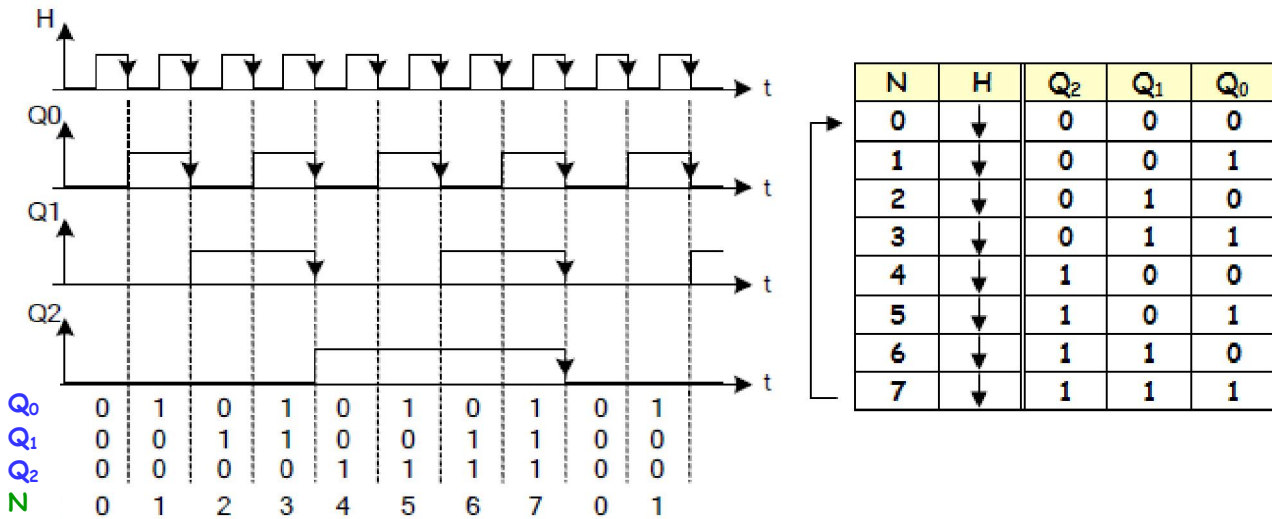 H
t
Q0
t
Q1
t
Q2
t
Q₀ 0 1 0 1 0 1 0 1 0 1
Q₁ 0 0 1 1 0 0 1 1 0 0
Q₂ 0 0 0 0 1 1 1 1 0 0
N 0 1 2 3 4 5 6 7 0 1
N H Q₂ Q₁ Q₀
0 ↓ 0 0 0
1 ↓ 0 0 1
2 ↓ 0 1 0
3 ↓ 0 1 1
4 ↓ 1 0 0
5 ↓ 1 0 1
6 ↓ 1 1 0
7 ↓ 1 1 1